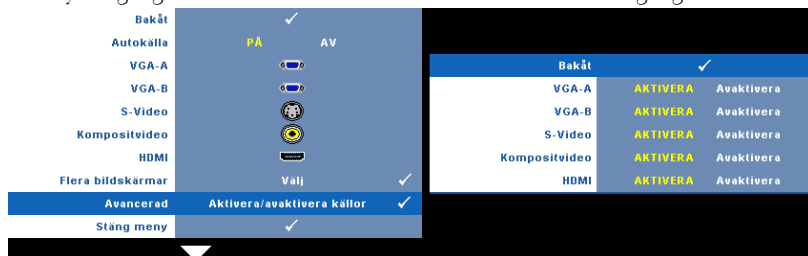 Bakåt
Autokälla PÅ AV
VGA-A
VGA-B
S-Video
Kompositvideo
HDMI
Flera bildskärmar Välj
Avancerad Aktivera/avaktivera källor
Stäng meny
Bakåt
VGA-A AKTIVERA Avaktivera
VGA-B AKTIVERA Avaktivera
S-Video AKTIVERA Avaktivera
Kompositvideo AKTIVERA Avaktivera
HDMI AKTIVERA Avaktivera